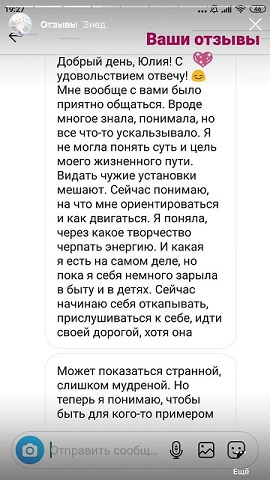 19:27
46
Отзывы 2нед.
Ваши отзывы
Добрый день, Юлия! С
удовольствием отвечу!
Мне вообще с вами было
приятно общаться. Вроде
многое знала, понимала, но
все что-то ускользывало. Я
не могла понять суть и цель
моего жизненного пути.
Видать чужие установки
мешают. Сейчас понимаю,
на что мне ориентироваться
и как двигаться. Я поняла,
через какое творчество
черпать энергию. И какая
я есть на самом деле, но
пока я себя немного зарыла
в быту и в детях. Сейчас
начинаю себя откапывать,
прислушиваться к себе, идти
своей дорогой, хотя она
Может показаться странной,
слишком мудреной. Но
теперь я понимаю, чтобы
быть для кого-то примером
Отправить сообщ...
Ещё